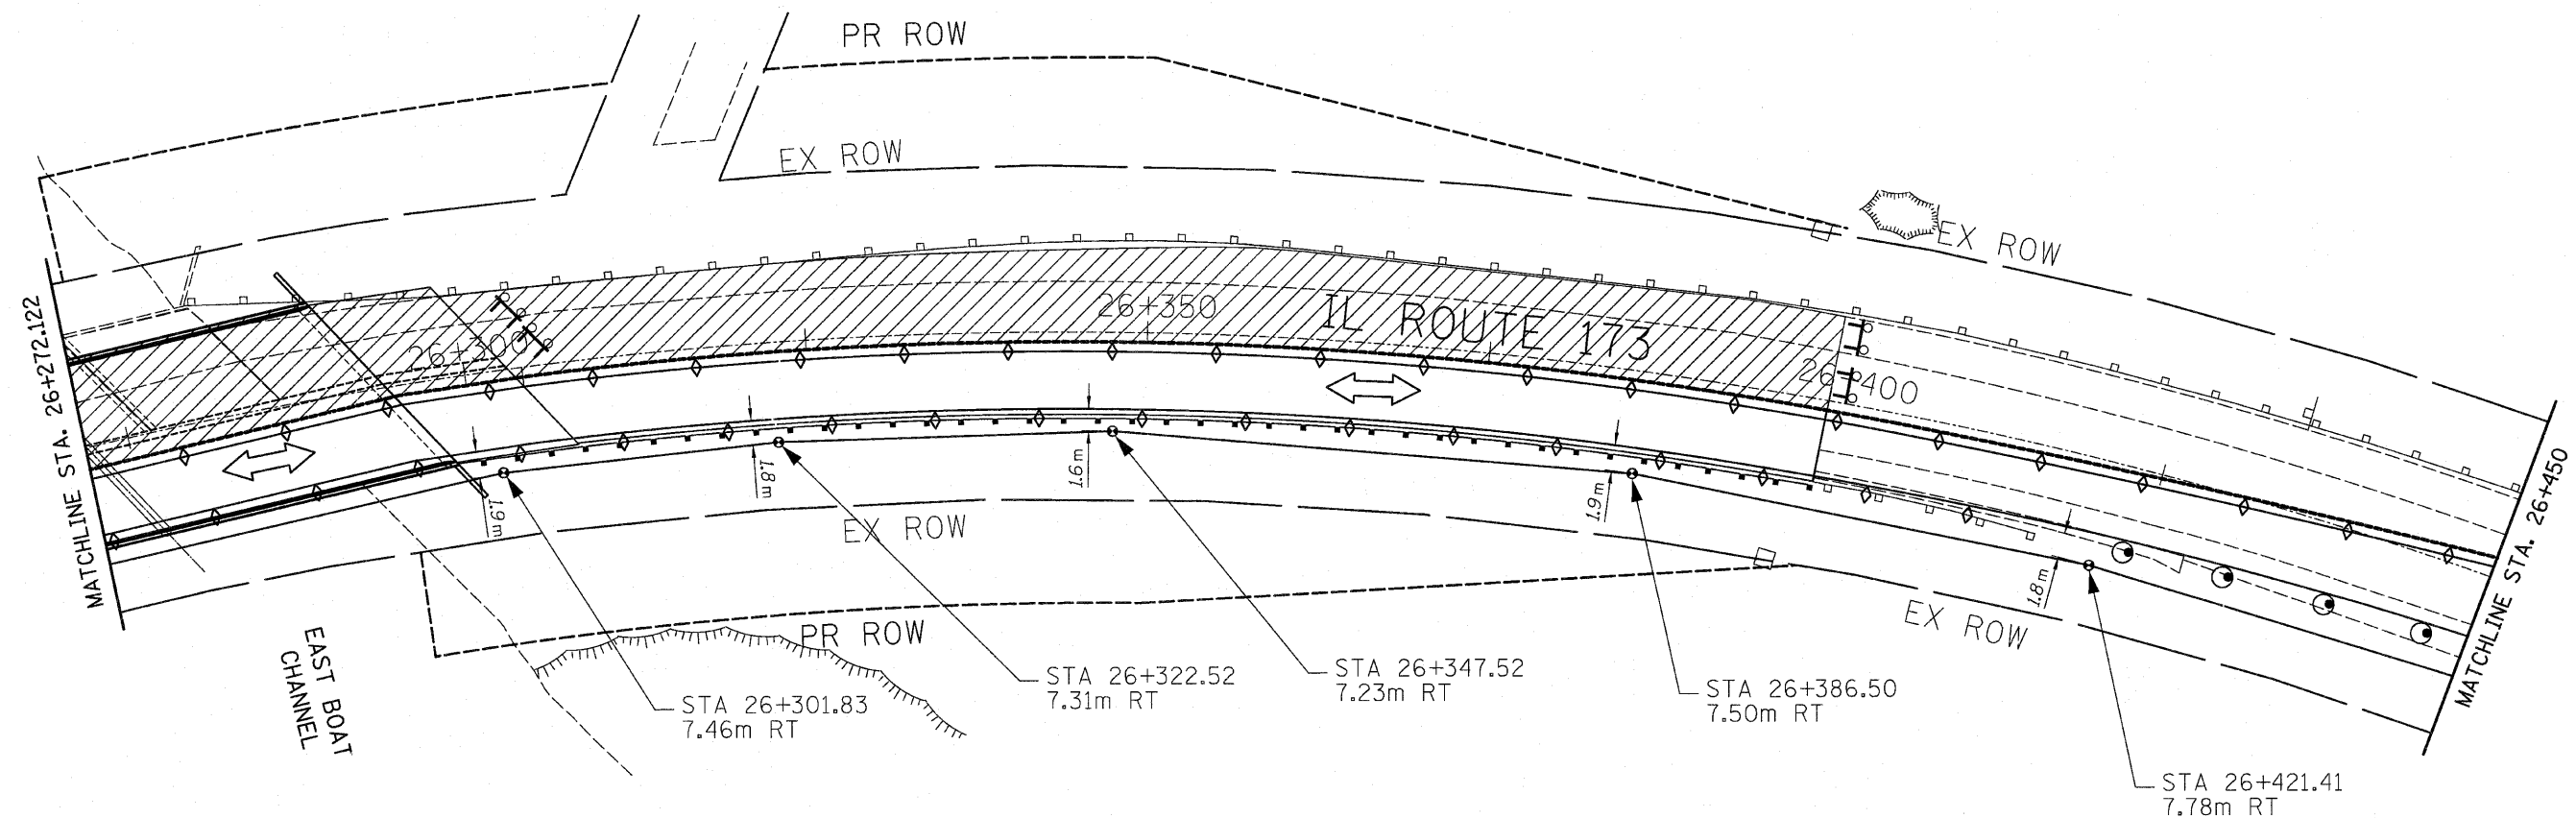 PR ROW
EX ROW
EX ROW
MATCHLINE STA. 26+272.122
26+300
26+350
IL ROUTE 173
26+400
MATCHLINE STA. 26+450
1.9m
1.8m
1.6m
1.9m
1.8m
EX ROW
EX ROW
PR ROW
EAST BOAT
CHANNEL
STA 26+301.83
7.46m RT
STA 26+322.52
7.31m RT
STA 26+347.52
7.23m RT
STA 26+386.50
7.50m RT
STA 26+421.41
7.78m RT